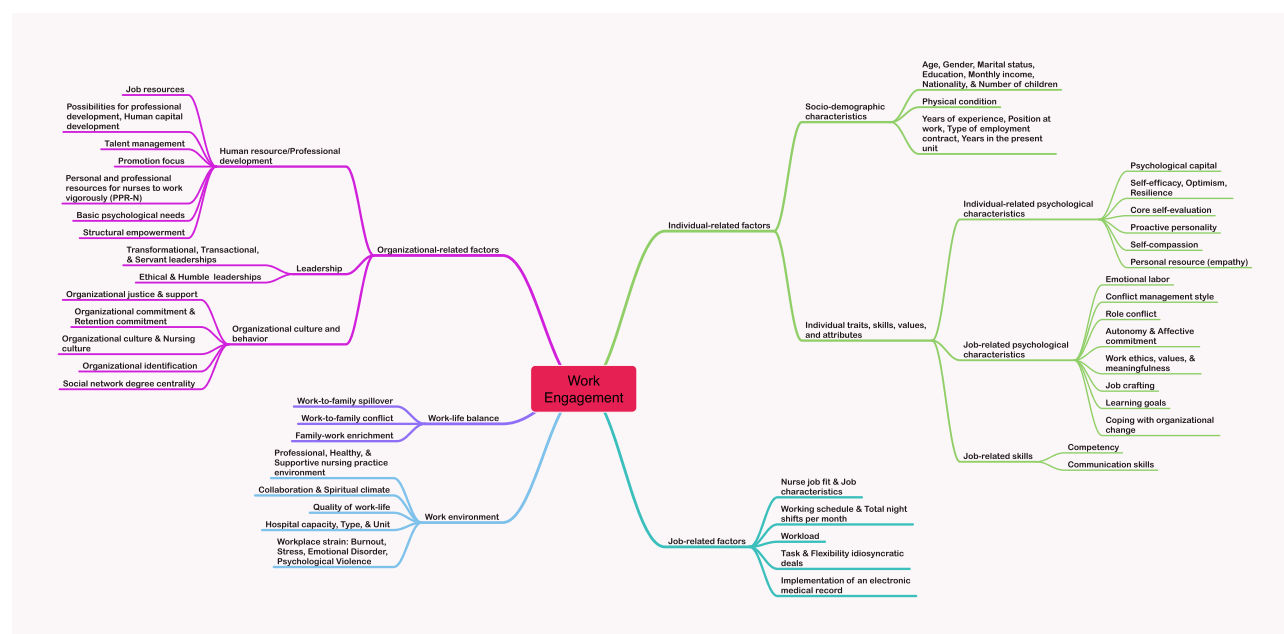 Work
Engagement
Organizational-related factors
Human resource/Professional
development
Job resources
Possibilities for professional
development, Human capital
development
Talent management
Promotion focus
Personal and professional
resources for nurses to work
vigorously (PPR-N)
Basic psychological needs
Structural empowerment
Leadership
Transformational, Transactional,
& Servant leaderships
Ethical & Humble leaderships
Organizational culture and
behavior
Organizational justice & support
Organizational commitment &
Retention commitment
Organizational culture & Nursing
culture
Organizational identification
Social network degree centrality
Work-life balance
Work-to-family spillover
Work-to-family conflict
Family-work enrichment
Work environment
Professional, Healthy, &
Supportive nursing practice
environment
Collaboration & Spiritual climate
Quality of work-life
Hospital capacity, Type, & Unit
Workplace strain: Burnout,
Stress, Emotional Disorder,
Psychological Violence
Individual-related factors
Socio-demographic
characteristics
Age, Gender, Marital status,
Education, Monthly income,
Nationality, & Number of children
Physical condition
Years of experience, Position at
work, Type of employment
contract, Years in the present
unit
Individual traits, skills, values,
and attributes
Individual-related psychological
characteristics
Psychological capital
Self-efficacy, Optimism,
Resilience
Core self-evaluation
Proactive personality
Self-compassion
Personal resource (empathy)
Job-related psychological
characteristics
Emotional labor
Conflict management style
Role conflict
Autonomy & Affective
commitment
Work ethics, values, &
meaningfulness
Job crafting
Learning goals
Coping with organizational
change
Job-related skills
Competency
Communication skills
Job-related factors
Nurse job fit & Job
characteristics
Working schedule & Total night
shifts per month
Workload
Task & Flexibility idiosyncratic
deals
Implementation of an electronic
medical record